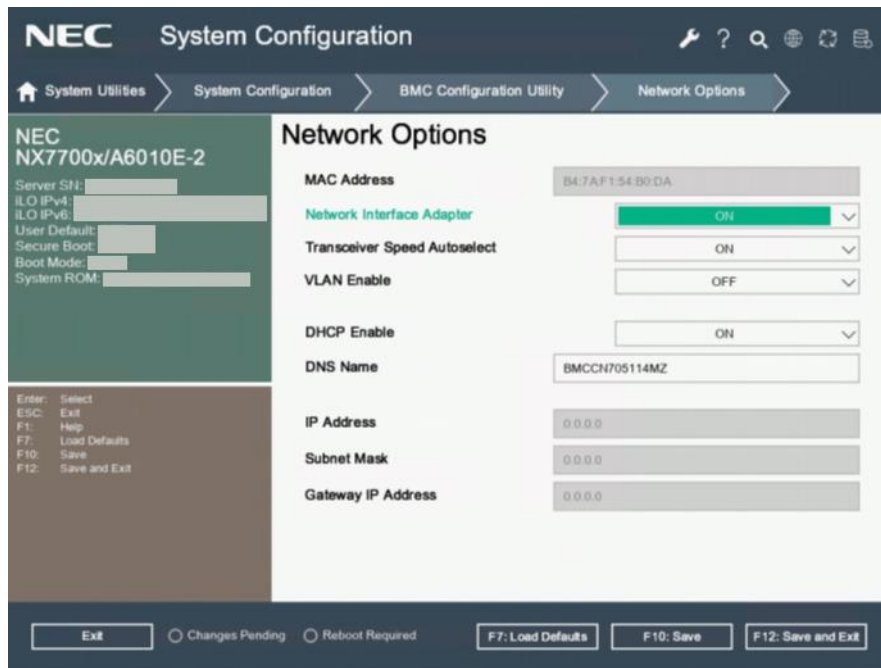 NEC System Configuration
System Utilities System Configuration BMC Configuration Utility Network Options
NEC
NX7700x/A6010E-2
Server SN:
iLO IPv4:
iLO IPv6:
User Default:
Secure Boot:
Boot Mode:
System ROM:
Enter: Select
ESC: Exit
F1: Help
F7: Load Defaults
F10: Save
F12: Save and Exit
Network Options
MAC Address B4:7A:F1:54:B0:DA
Network Interface Adapter ON
Transceiver Speed Autoselect ON
VLAN Enable OFF
DHCP Enable ON
DNS Name BMCCN705114MZ
IP Address 0.0.0.0
Subnet Mask 0.0.0.0
Gateway IP Address 0.0.0.0
Exit Changes Pending Reboot Required F7: Load Defaults F10: Save F12: Save and Exit